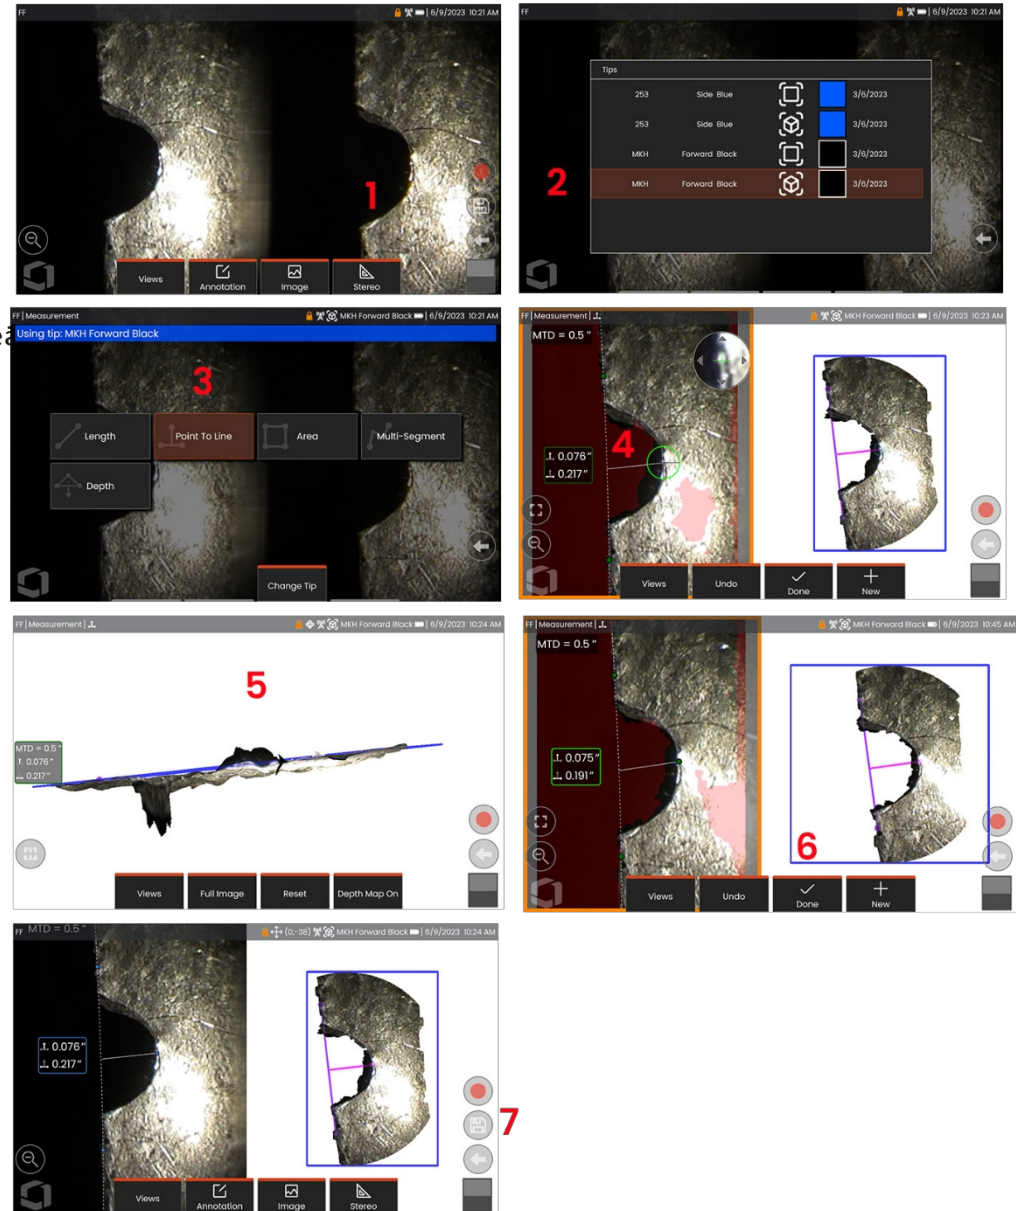 FF
6/9/2023 10:21 AM
1
Views
Annotation
Image
Stereo
FF
6/9/2023 10:21 AM
Tips
253 Side Blue 3/6/2023
253 Side Blue 3/6/2023
MKH Forward Black 3/6/2023
MKH Forward Black 3/6/2023
2
FF | Measurement
MKH Forward Black | 6/9/2023 10:21 AM
Using tip: MKH Forward Black
3
Length
Point To Line
Area
Multi-Segment
Depth
Change Tip
FF | Measurement |
MKH Forward Black | 6/9/2023 10:23 AM
MTD = 0.5 "
4
0.076"
0.217"
Views
Undo
Done
New
FF | Measurement |
MKH Forward Black | 6/9/2023 10:24 AM
5
MTD = 0.5 "
0.076"
0.217"
Views
Full Image
Reset
Depth Map On
FF | Measurement |
MKH Forward Black | 6/9/2023 10:45 AM
MTD = 0.5 "
0.075"
0.191"
6
Views
Undo
Done
New
FF MTD = 0.5 "
(0,-38) MKH Forward Black | 6/9/2023 10:24 AM
0.076"
0.217"
7
Views
Annotation
Image
Stereo